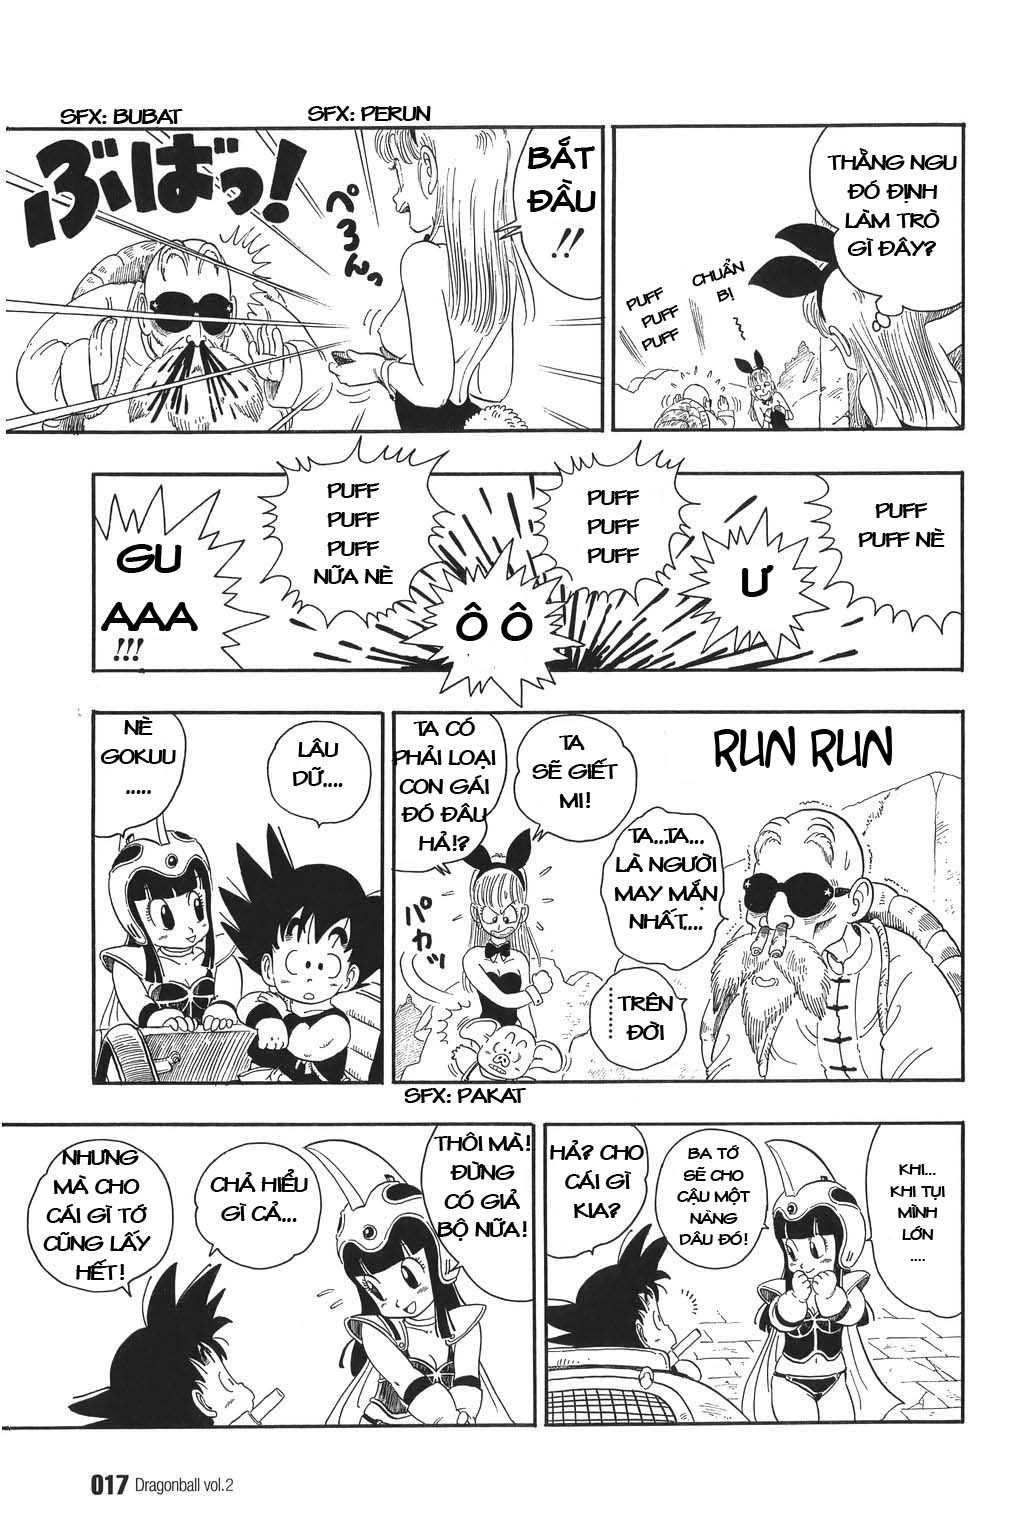 THẰNG NGU
ĐÓ ĐỊNH
LÀM TRÒ
GÌ ĐÂY?
CHUẨN
BỊ
PUFF
PUFF
PUFF
SFX: PERUN
SFX: BUBAT
BẮT
ĐẦU
!!
ぺろんっ
ぶばっ!
PUFF
PUFF NÈ
Ư
PUFF
PUFF
PUFF
Ô Ô
PUFF
PUFF
PUFF
NỮA NÈ
GU
AAA
!!!
RUN RUN
TA...TA...
LÀ NGƯỜI
MAY MẮN
NHẤT....
........TRÊN
ĐỜI
TA
SẼ GIẾT
MI!
TA CÓ
PHẢI LOẠI
CON GÁI
ĐÓ ĐÂU
HẢ!?
パカッ
SFX: PAKAT
LÂU
DỮ....
NÈ
GOKUU
.....
KHI...
KHI TỤI
MÌNH
LỚN
....
BA TỚ
SẼ CHO
CẬU MỘT
NÀNG
DÂU ĐÓ!
HẢ? CHO
CÁI GÌ
KIA?
THÔI MÀ!
ĐỪNG
CÓ GIẢ
BỘ NỮA!
CHẢ HIỂU
GÌ CẢ...
NHƯNG
MÀ CHO
CÁI GÌ TỚ
CŨNG LẤY
HẾT!
017 Dragonball vol.2